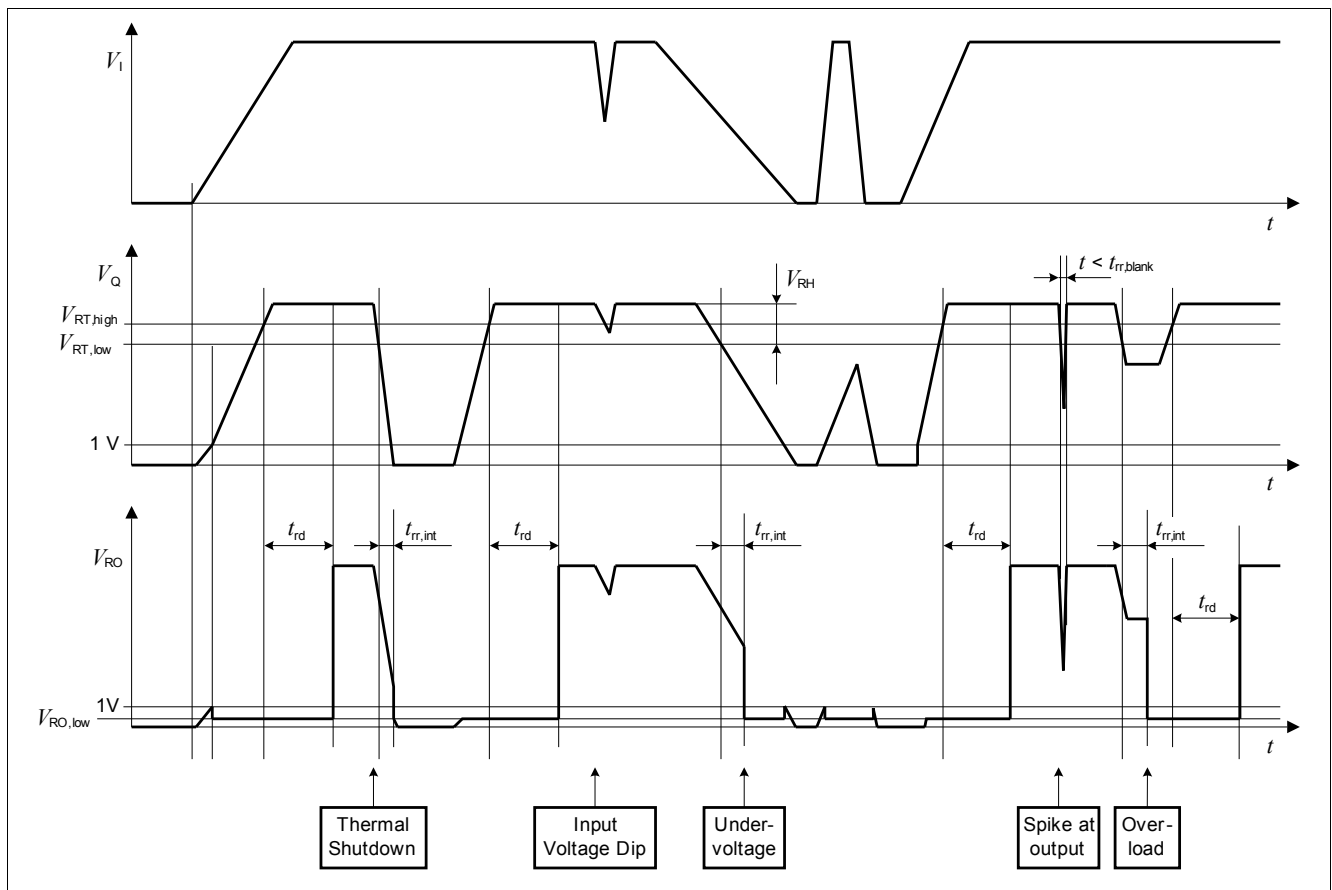 V_I
t
V_Q
V_RT,high
V_RT,low
1 V
V_RH
t < t_rr,blank
t
V_RO
t_rd
t_rr,int
t_rd
t_rr,int
t_rd
t_rr,int
t_rd
1V
V_RO,low
t
Thermal
Shutdown
Input
Voltage Dip
Under-
voltage
Spike at
output
Over-
load